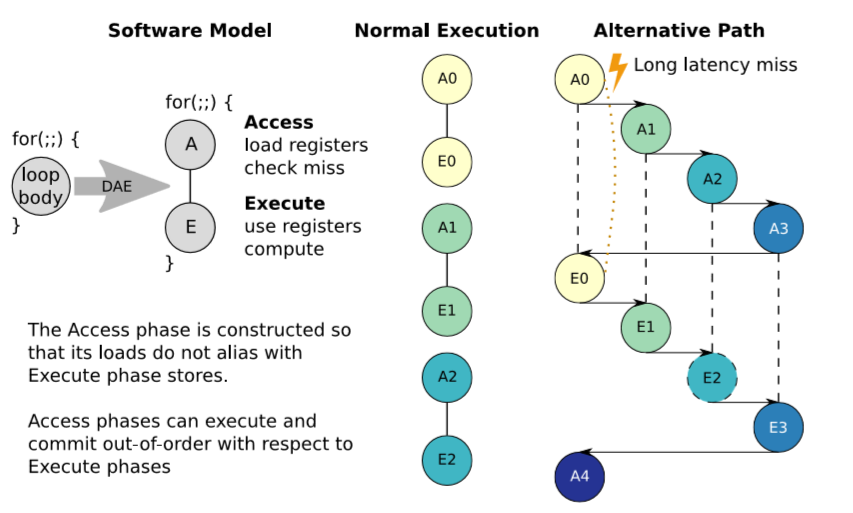 Software Model
for(;;) {
loop
body
}
DAE
for(;;) {
A
E
}
Access
load registers
check miss
Execute
use registers
compute
The Access phase is constructed so
that its loads do not alias with
Execute phase stores.
Access phases can execute and
commit out-of-order with respect to
Execute phases
Normal Execution
A0
E0
A1
E1
A2
E2
Alternative Path
Long latency miss
A0
A1
A2
A3
E0
E1
E2
E3
A4